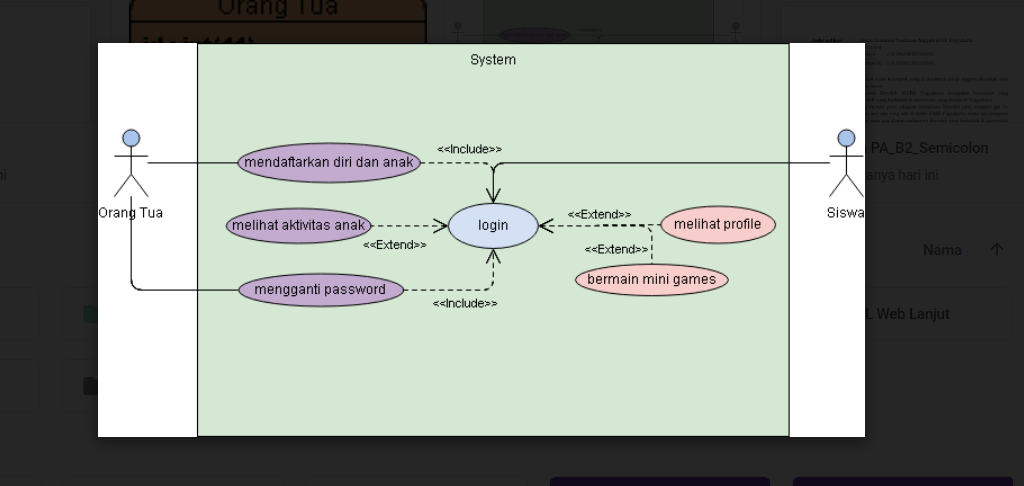 Orang Tua
System
<<Include>>
mendaftarkan diri dan anak
PA_B2_Semicolon
anya hari ini
Orang Tua
Siswa
<<Extend>>
melihat aktivitas anak
login
melihat profile
<<Extend>>
<<Extend>>
Nama
bermain mini games
mengganti password
<<Include>>
L Web Lanjut